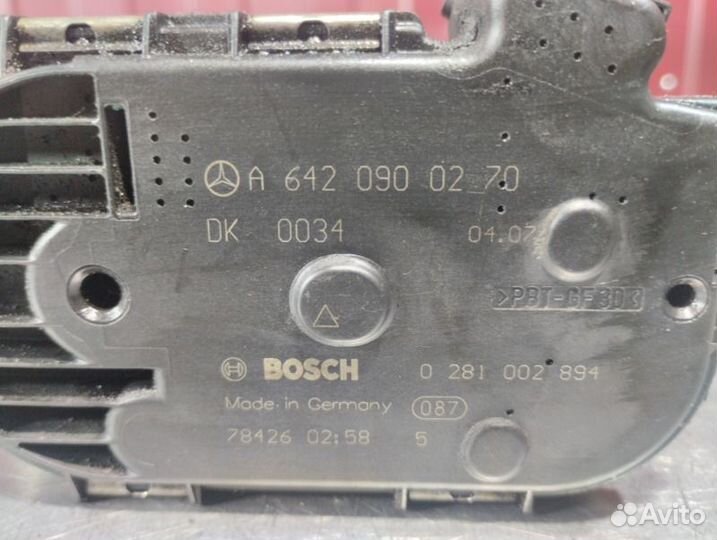 A 642 090 02 70
DK 0034 04.07
>PBT-GF30<
BOSCH 0 281 002 894
Made in Germany 087
78426 02:58 5
Avito